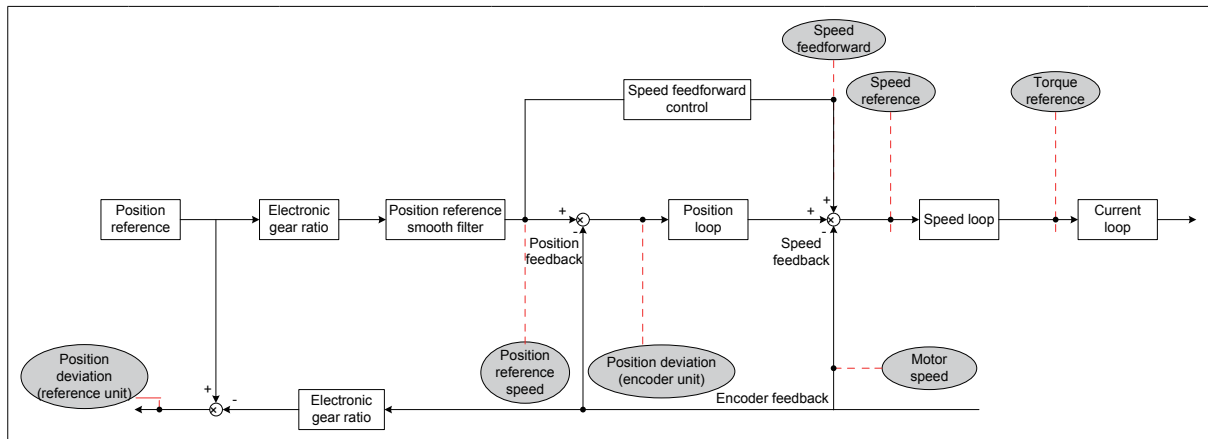 Speed
feedforward
Speed
reference
Torque
reference
Speed feedforward
control
+
Position
reference
Electronic
gear ratio
Position reference
smooth filter
+
-
Position
feedback
Position
loop
+
-
Speed
feedback
Speed loop
Current
loop
Position
deviation
(reference unit)
Position
reference
speed
Position deviation
(encoder unit)
Motor
speed
+
-
Electronic
gear ratio
Encoder feedback